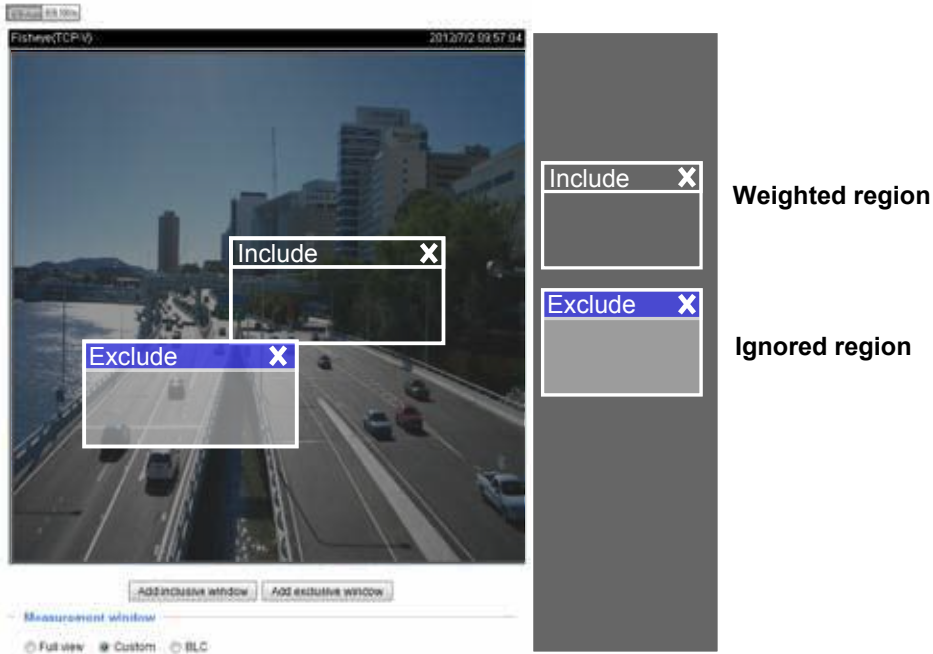 Fisheye(TCP-V) 2012/7/2 09:57:04
Include
Weighted region
Include
Exclude
Ignored region
Exclude
Add inclusive window Add exclusive window
Measurement window
Full view Custom BLC